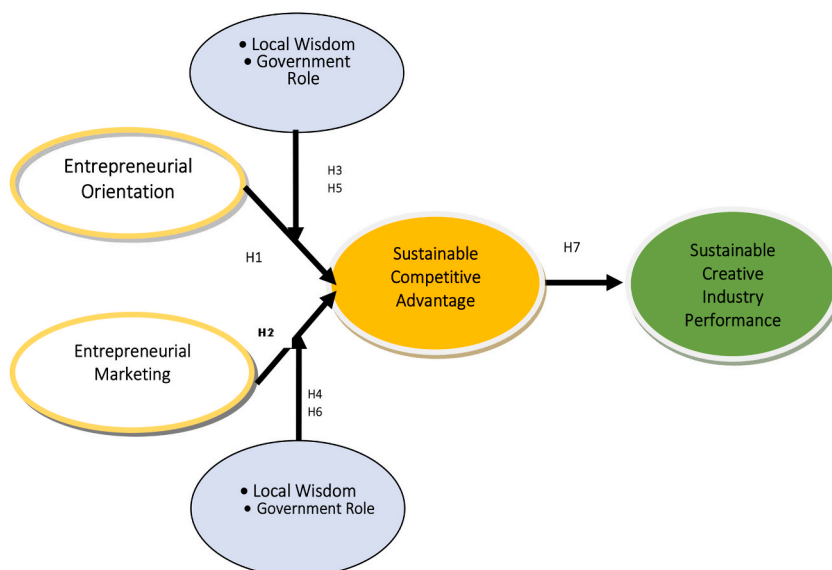 • Local Wisdom
• Government
Role
Entrepreneurial
Orientation
H3
H5
H1
Sustainable
Competitive
Advantage
H7
Sustainable
Creative
Industry
Performance
H2
Entrepreneurial
Marketing
H4
H6
• Local Wisdom
• Government Role